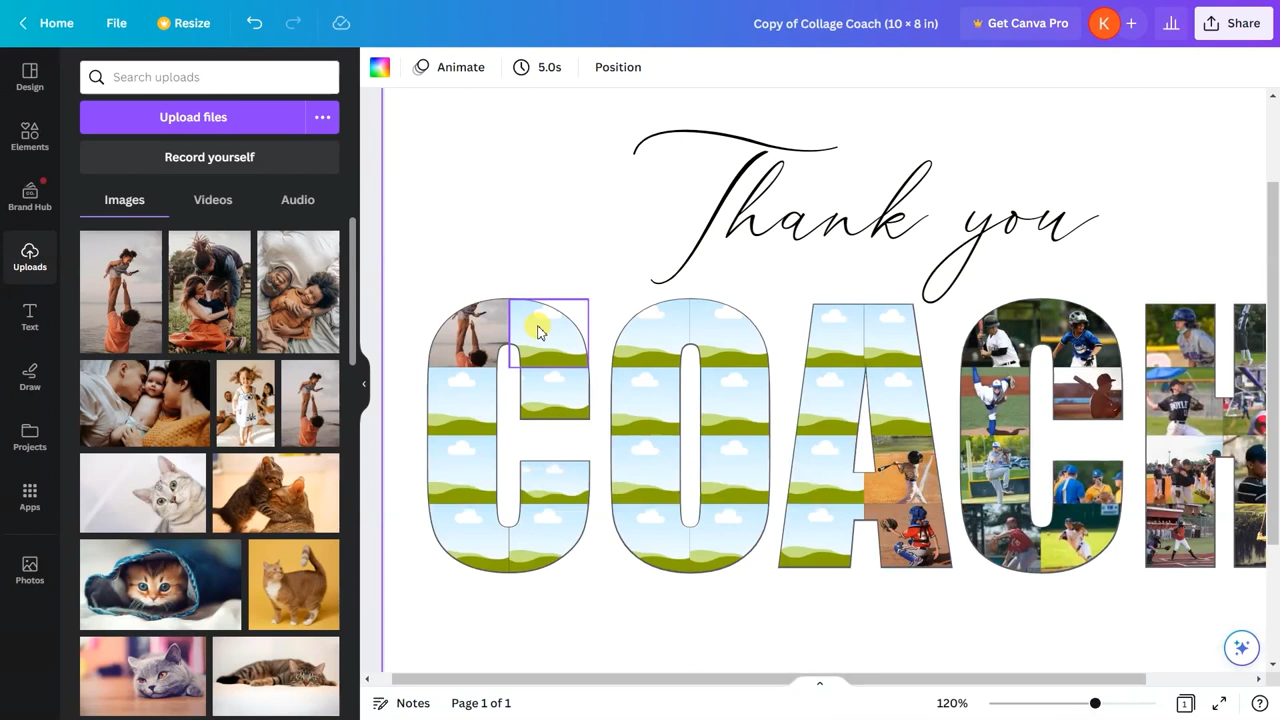 Home
File
Resize
Copy of Collage Coach (10 × 8 in)
Get Canva Pro
K
Share
Design
Elements
Brand Hub
Uploads
Text
Draw
Projects
Apps
Photos
Search uploads
Upload files
Record yourself
Images
Videos
Audio
Animate
5.0s
Position
Thank you
COACH
Notes
Page 1 of 1
120%
1